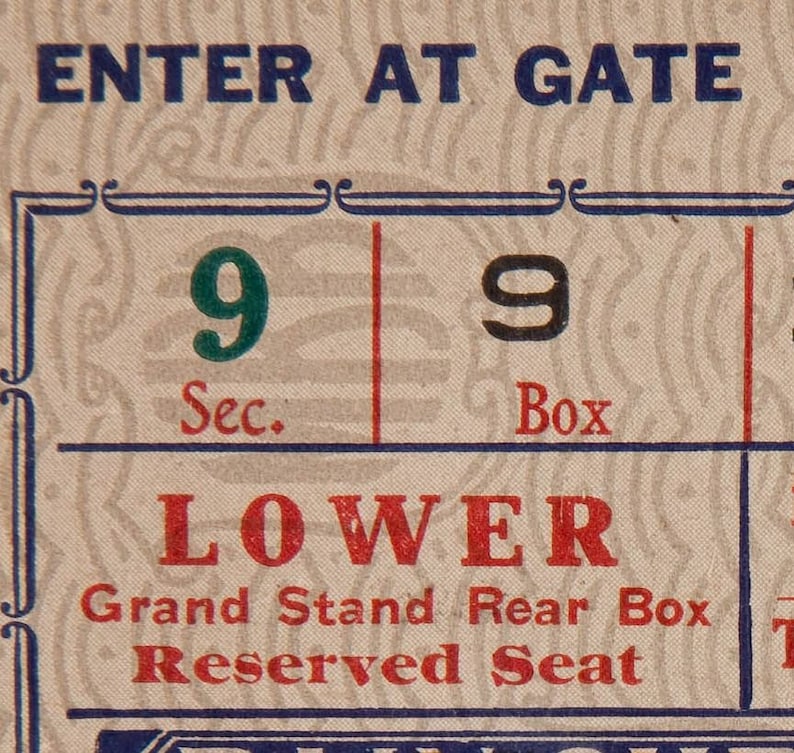 ENTER AT GATE
9 9
Sec. Box
LOWER
Grand Stand Rear Box
Reserved Seat